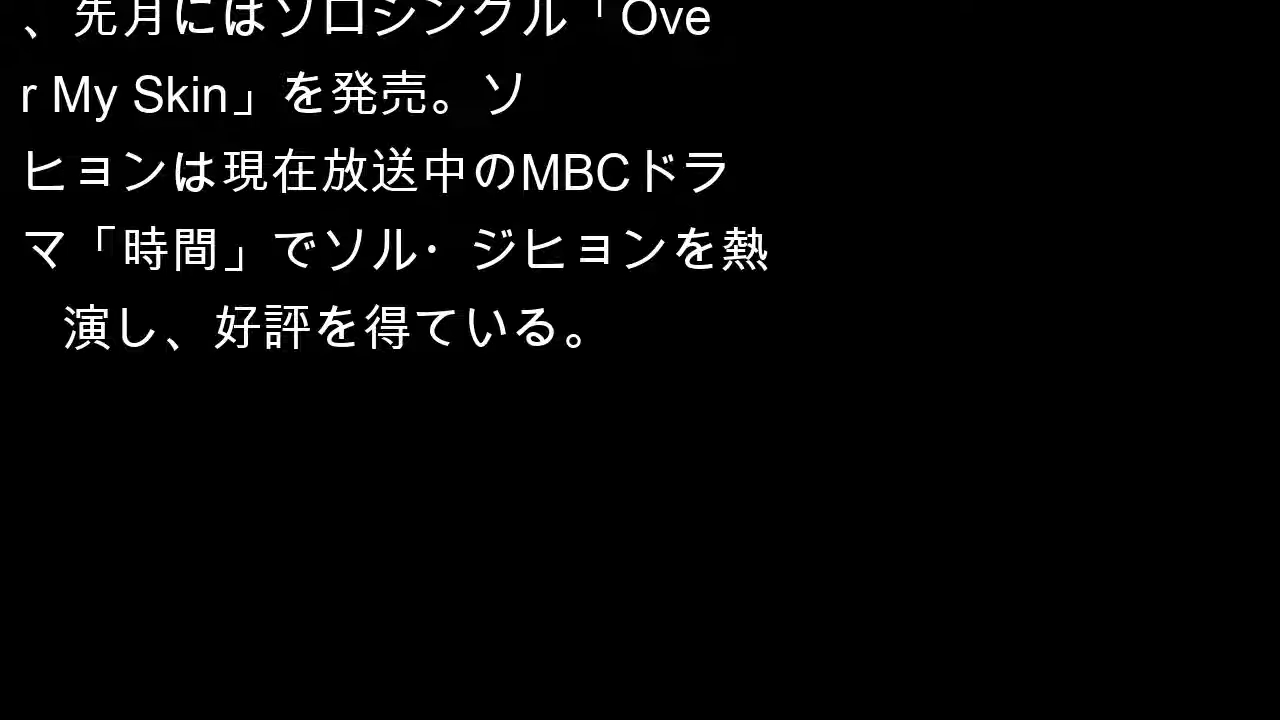 、先月にはソロシングル「Ove
r My Skin」を発売。ソ
ヒョンは現在放送中のMBCドラ
マ「時間」でソル·ジヒョンを熱
演し、好評を得ている。